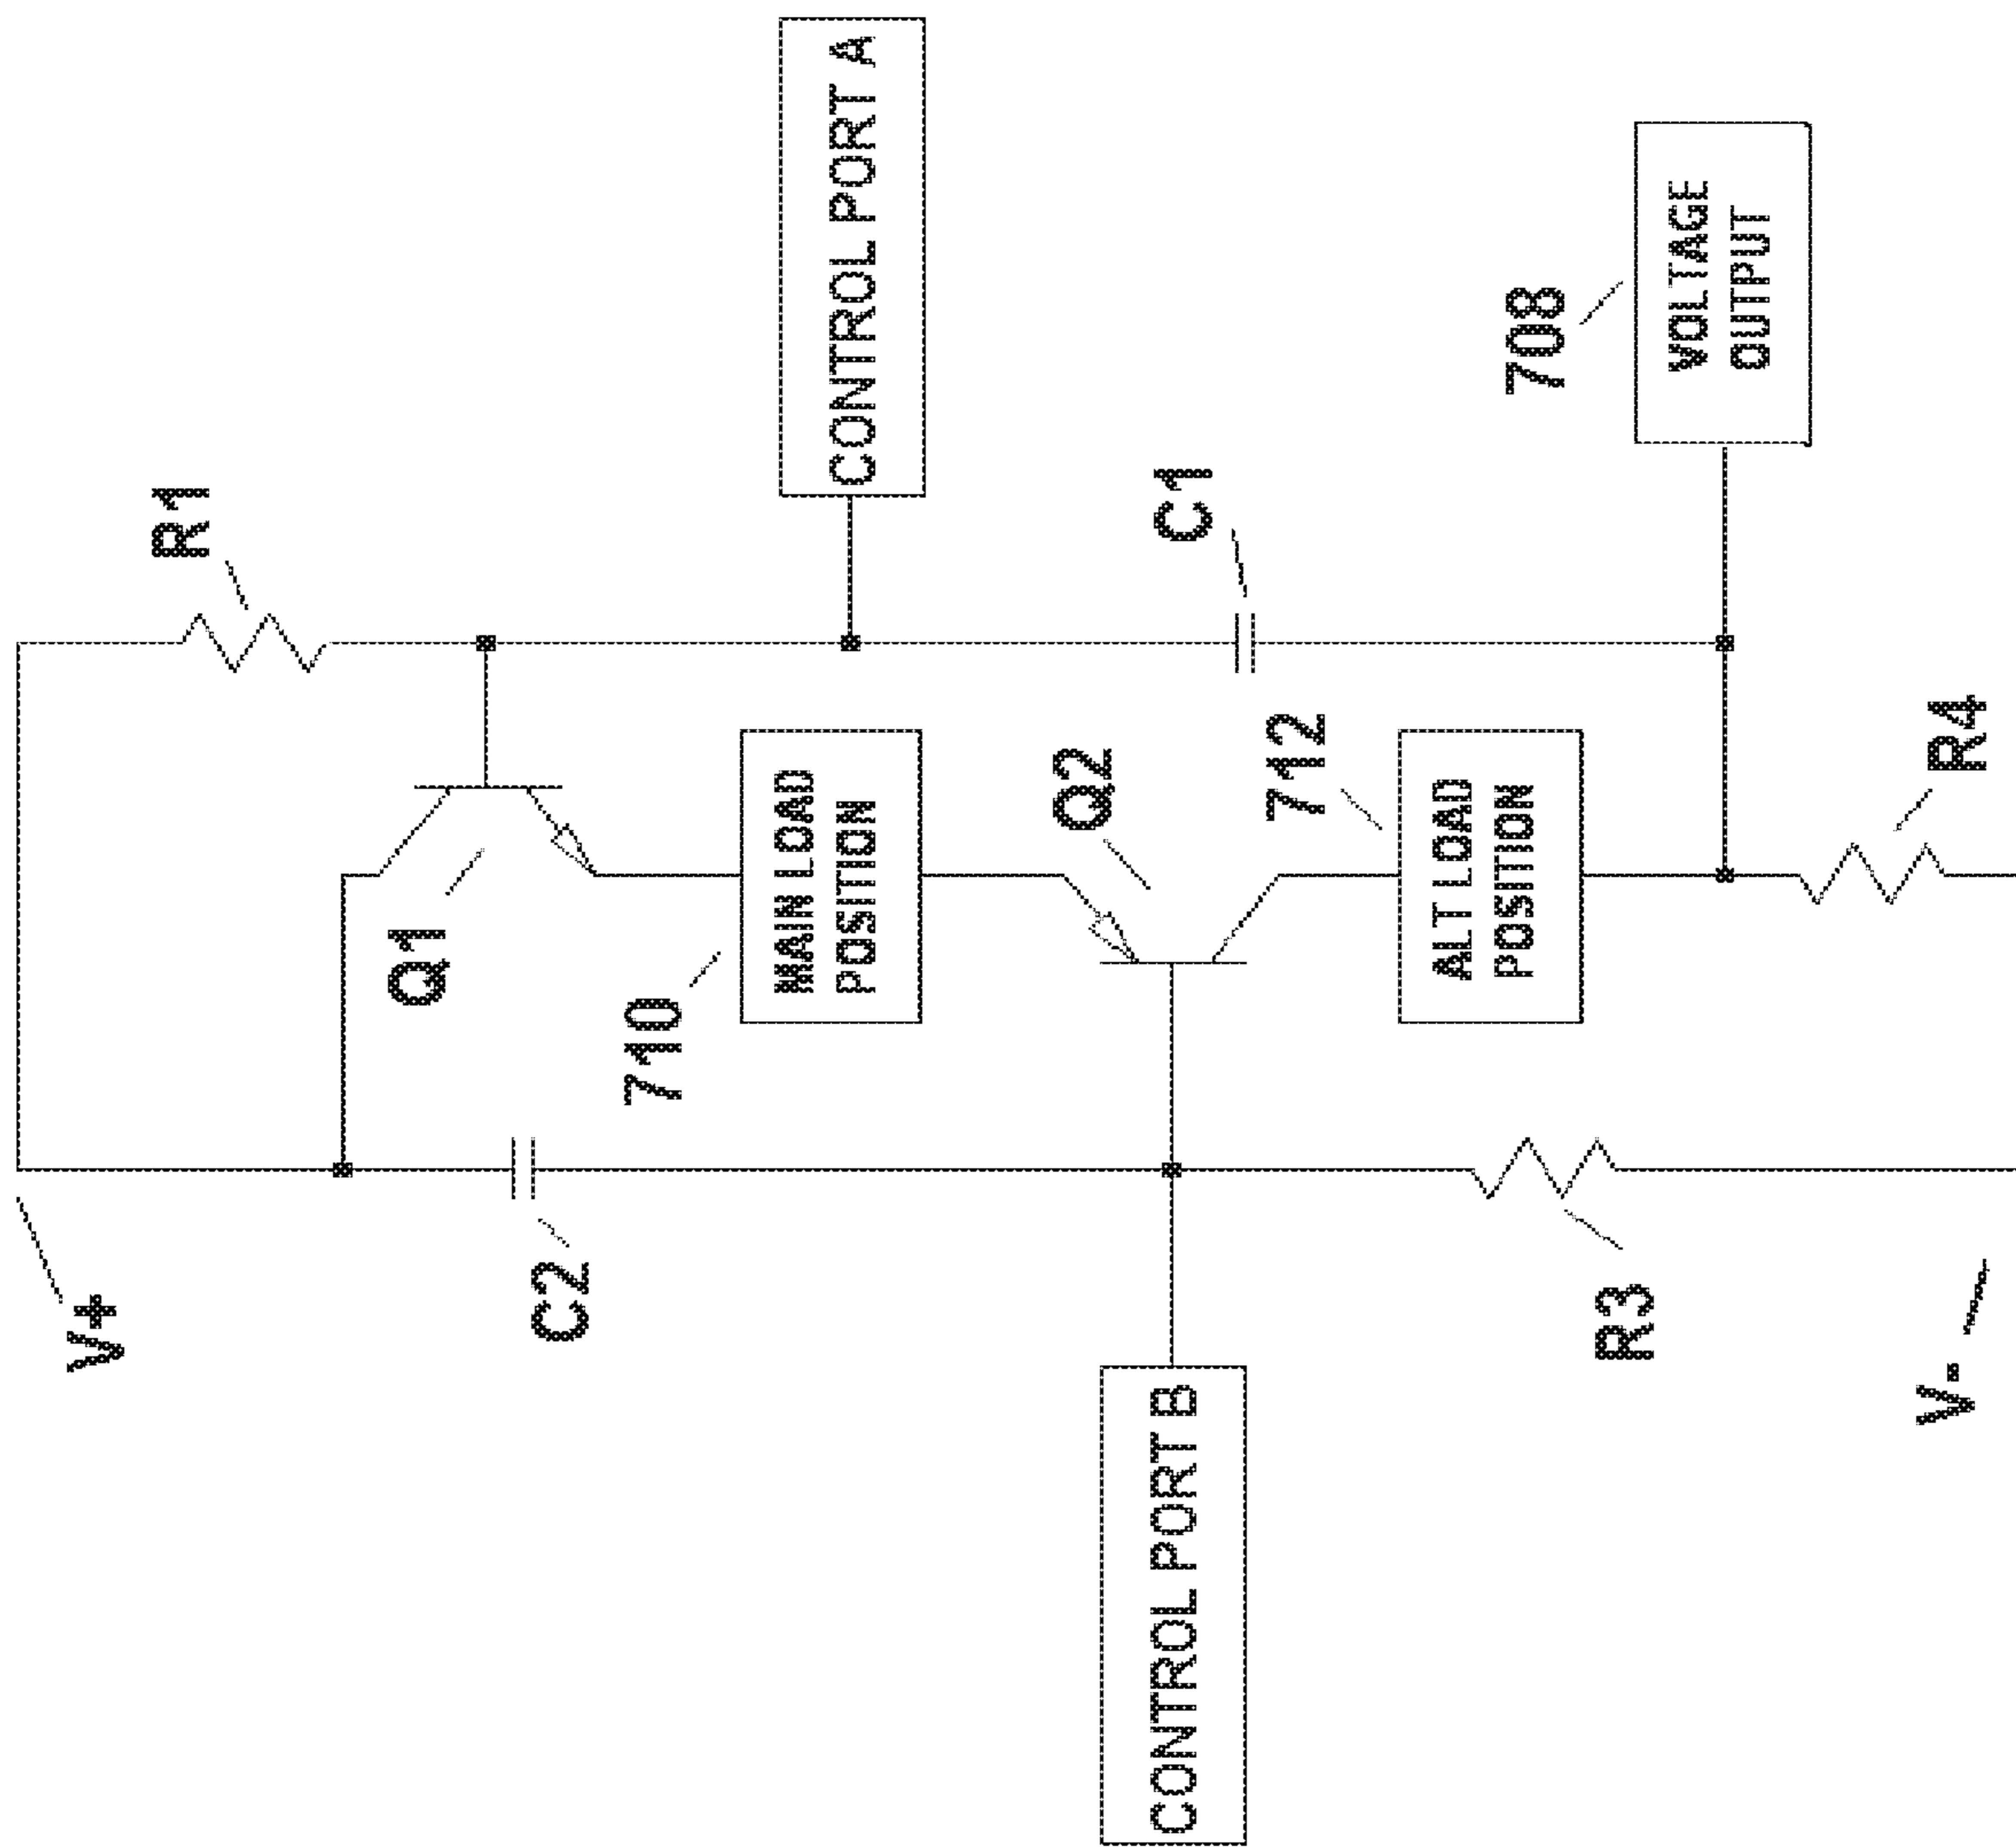 V+
C2
CONTROL PORT B
R3
V-
Q1
710
MAIN LOAD
POSITION
Q2
712
ALT LOAD
POSITION
R4
R1
CONTROL PORT A
C1
708
VOLTAGE
OUTPUT